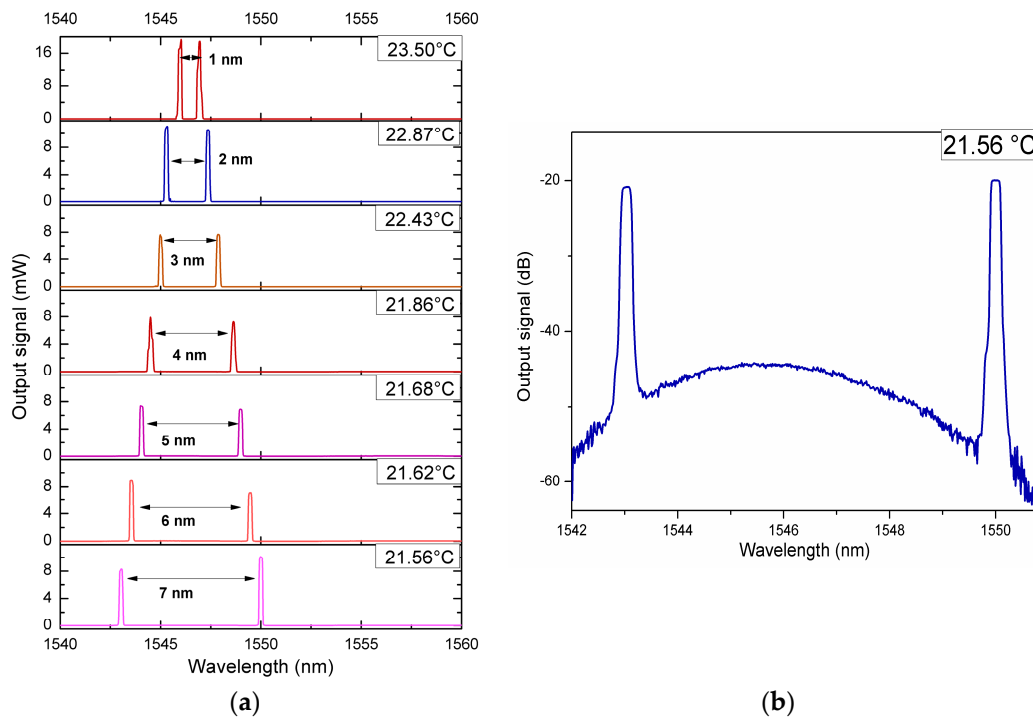 1540 1545 1550 1555 1560
16
8
0
23.50°C
1 nm
8
4
0
22.87°C
2 nm
8
4
0
22.43°C
3 nm
8
4
0
21.86°C
4 nm
8
4
0
21.68°C
5 nm
8
4
0
21.62°C
6 nm
8
4
0
21.56°C
7 nm
1540 1545 1550 1555 1560
Wavelength (nm)
Output signal (mW)
(a)
21.56 °C
-20
-40
-60
Output signal (dB)
1542 1544 1546 1548 1550
Wavelength (nm)
(b)